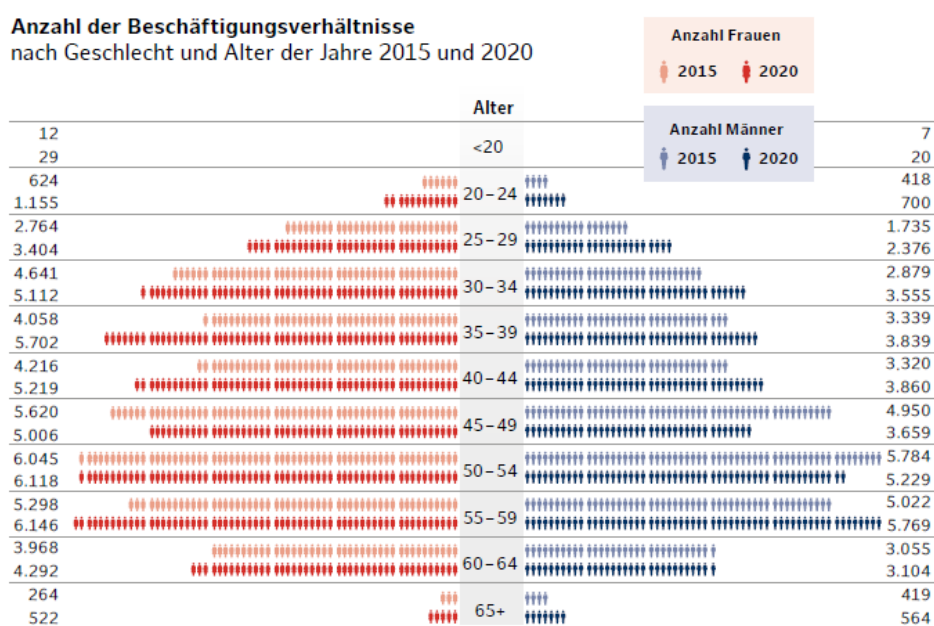 Anzahl der Beschäftigungsverhältnisse
nach Geschlecht und Alter der Jahre 2015 und 2020
Anzahl Frauen
2015 2020
Alter
Anzahl Männer
2015 2020
12 <20 7
29 20
624 20–24 418
1.155 700
2.764 25–29 1.735
3.404 2.376
4.641 30–34 2.879
5.112 3.555
4.058 35–39 3.339
5.702 3.839
4.216 40–44 3.320
5.219 3.860
5.620 45–49 4.950
5.006 3.659
6.045 50–54 5.784
6.118 5.229
5.298 55–59 5.022
6.146 5.769
3.968 60–64 3.055
4.292 3.104
264 65+ 419
522 564